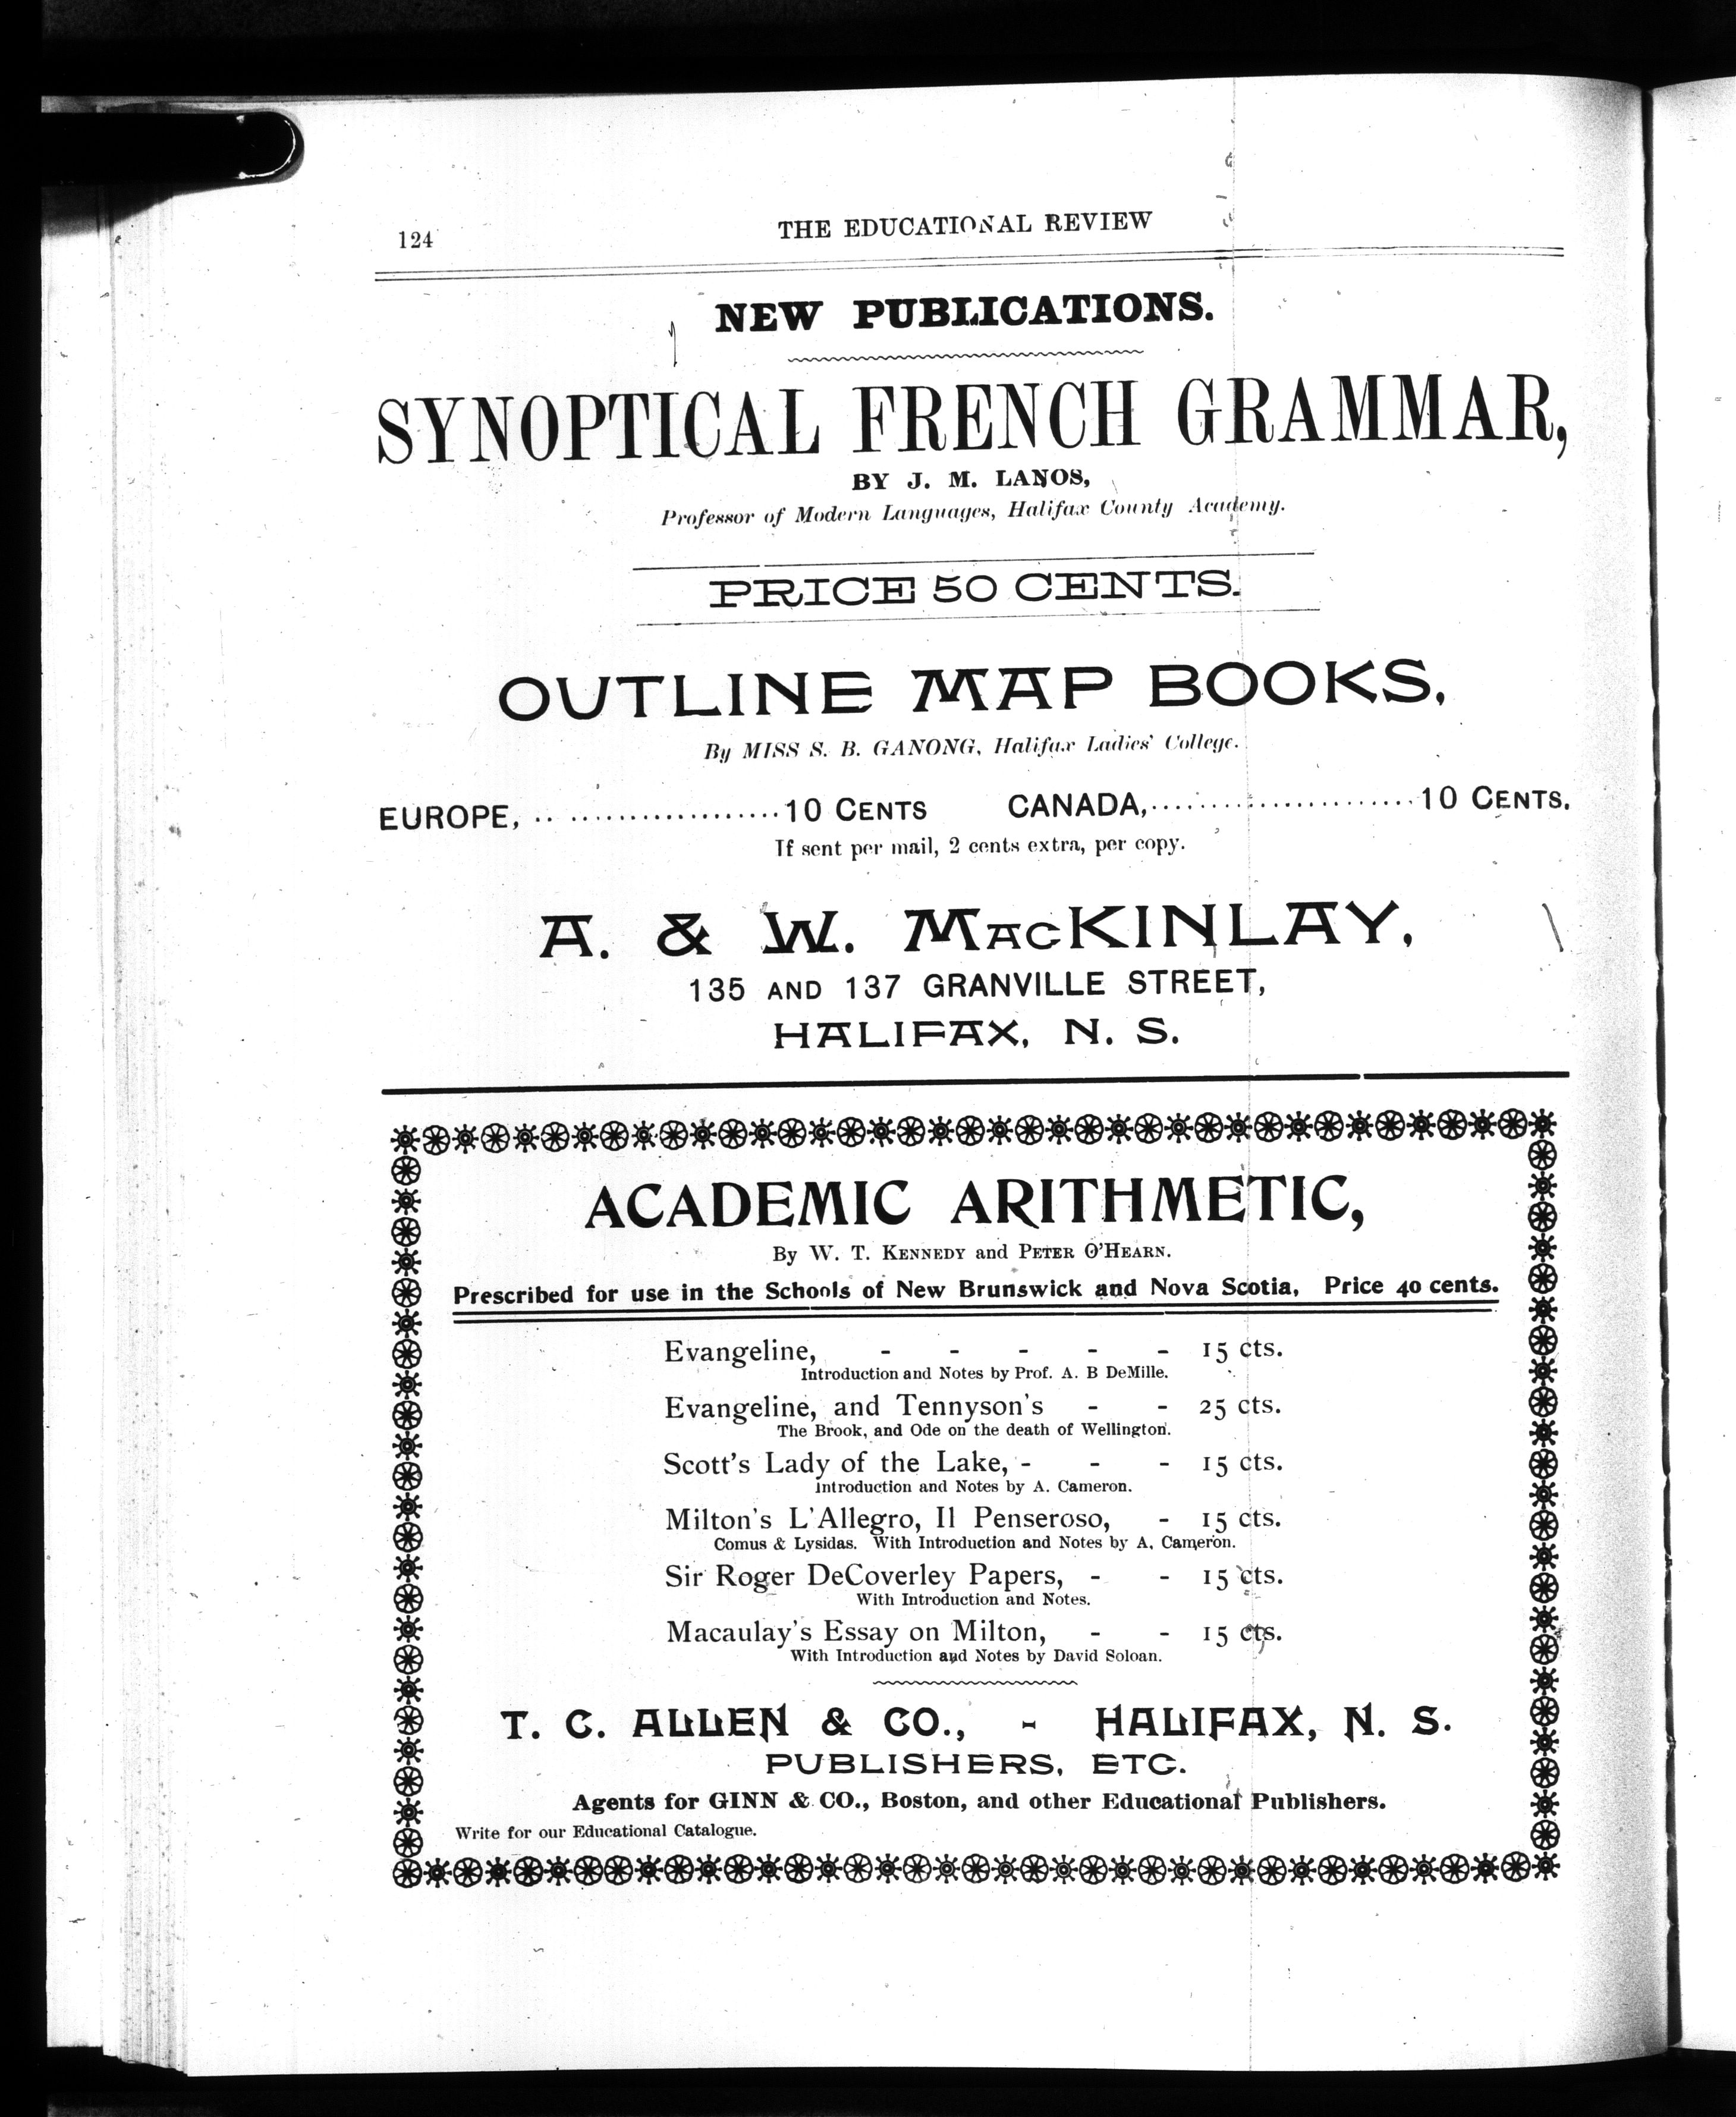 124
THE EDUCATIONAL REVIEW
NEW PUBLICATIONS.
SYNOPTICAL FRENCH GRAMMAR,
BY J. M. LANOS,
Professor of Modern Languages, Halifax County Academy.
PRICE 50 CENTS.
OUTLINE MAP BOOKS,
By MISS S. B. GANONG, Halifax Ladies' College.
EUROPE, .. ...................10 CENTS CANADA,........................10 CENTS.
If sent per mail, 2 cents extra, per copy.
A. & W. MacKINLAY,
135 AND 137 GRANVILLE STREET,
HALIFAX, N. S.
ACADEMIC ARITHMETIC,
By W. T. KENNEDY and PETER O'HEARN.
Prescribed for use in the Schools of New Brunswick and Nova Scotia, Price 40 cents.
Evangeline, - - - - - 15 cts.
Introduction and Notes by Prof. A. B DeMille.
Evangeline, and Tennyson's - - 25 cts.
The Brook, and Ode on the death of Wellington.
Scott's Lady of the Lake, - - - 15 cts.
Introduction and Notes by A. Cameron.
Milton's L'Allegro, Il Penseroso, - 15 cts.
Comus & Lysidas. With Introduction and Notes by A. Cameron.
Sir Roger DeCoverley Papers, - - 15 cts.
With Introduction and Notes.
Macaulay's Essay on Milton, - - 15 cts.
With Introduction and Notes by David Soloan.
T. C. ALLEN & CO., - HALIFAX, N. S.
PUBLISHERS, ETC.
Agents for GINN & CO., Boston, and other Educational Publishers.
Write for our Educational Catalogue.